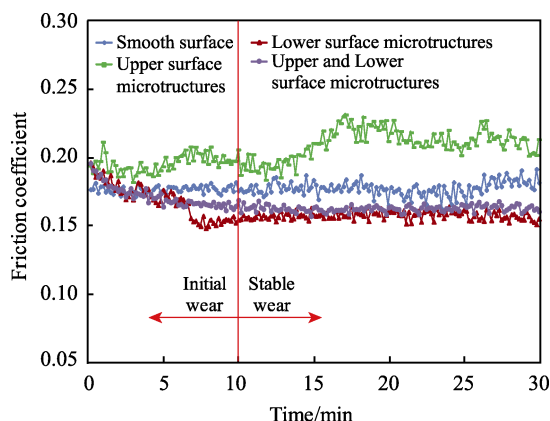 0.30
0.25
0.20
0.15
0.10
0.05
Friction coefficient
Smooth surface
Upper surface
microtructures
Lower surface microtructures
Upper and Lower
surface microtructures
Initial
wear
Stable
wear
0
5
10
15
20
25
30
Time/min